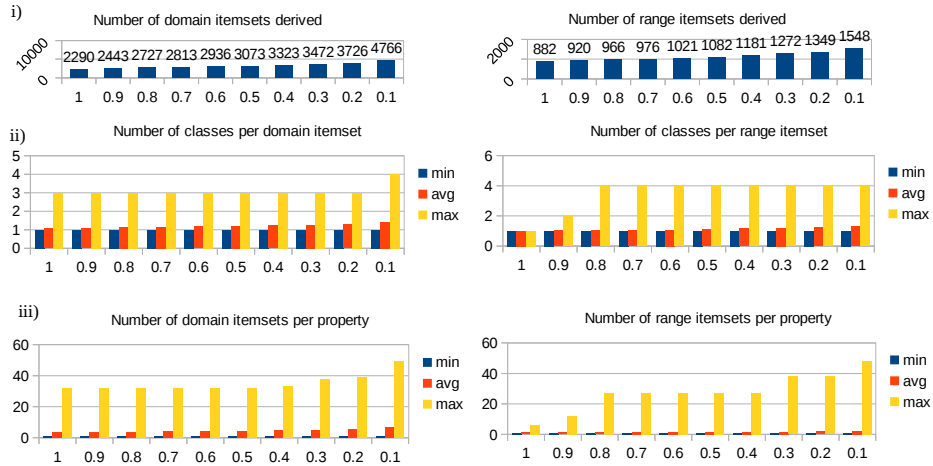 i)
Number of domain itemsets derived
10000
0
2290 2443 2727 2813 2936 3073 3323 3472 3726 4766
1 0.9 0.8 0.7 0.6 0.5 0.4 0.3 0.2 0.1
Number of range itemsets derived
2000
0
882 920 966 976 1021 1082 1181 1272 1349 1548
1 0.9 0.8 0.7 0.6 0.5 0.4 0.3 0.2 0.1
ii)
Number of classes per domain itemset
5
4
3
2
1
0
1 0.9 0.8 0.7 0.6 0.5 0.4 0.3 0.2 0.1
min
avg
max
Number of classes per range itemset
6
4
2
0
1 0.9 0.8 0.7 0.6 0.5 0.4 0.3 0.2 0.1
min
avg
max
iii)
Number of domain itemsets per property
60
40
20
0
1 0.9 0.8 0.7 0.6 0.5 0.4 0.3 0.2 0.1
min
avg
max
Number of range itemsets per property
60
40
20
0
1 0.9 0.8 0.7 0.6 0.5 0.4 0.3 0.2 0.1
min
avg
max